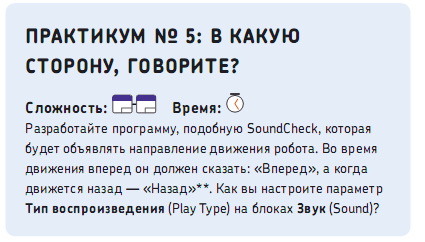 ПРАКТИКУМ № 5: В КАКУЮ
СТОРОНУ, ГОВОРИТЕ?
Сложность: Время:
Разработайте программу, подобную SoundCheck, которая
будет объявлять направление движения робота. Во время
движения вперед он должен сказать: «Вперед», а когда
движется назад — «Назад»**. Как вы настроите параметр
Тип воспроизведения (Play Type) на блоках Звук (Sound)?